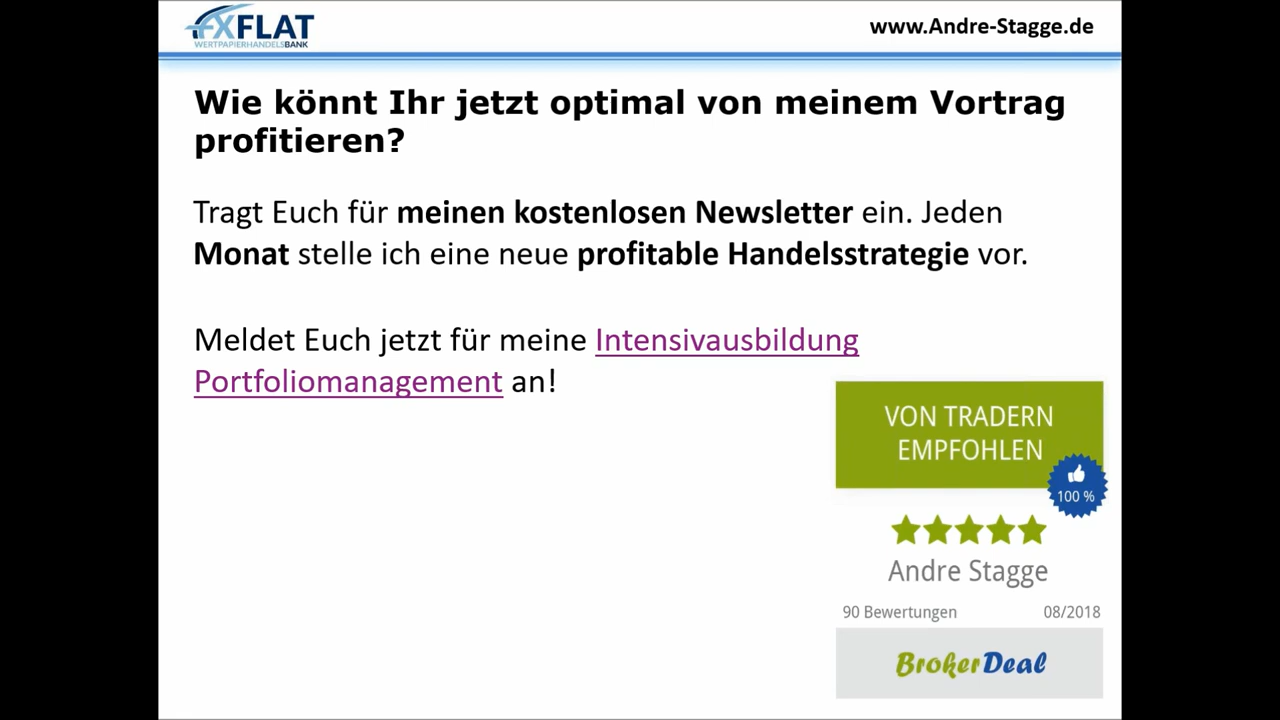 FXFLAT
WERTPAPIERHANDELSBANK
www.Andre-Stagge.de
Wie könnt Ihr jetzt optimal von meinem Vortrag
profitieren?
Tragt Euch für meinen kostenlosen Newsletter ein. Jeden
Monat stelle ich eine neue profitable Handelsstrategie vor.
Meldet Euch jetzt für meine Intensivausbildung
Portfoliomanagement an!
VON TRADERN
EMPFOHLEN
100 %
Andre Stagge
90 Bewertungen 08/2018
BrokerDeal